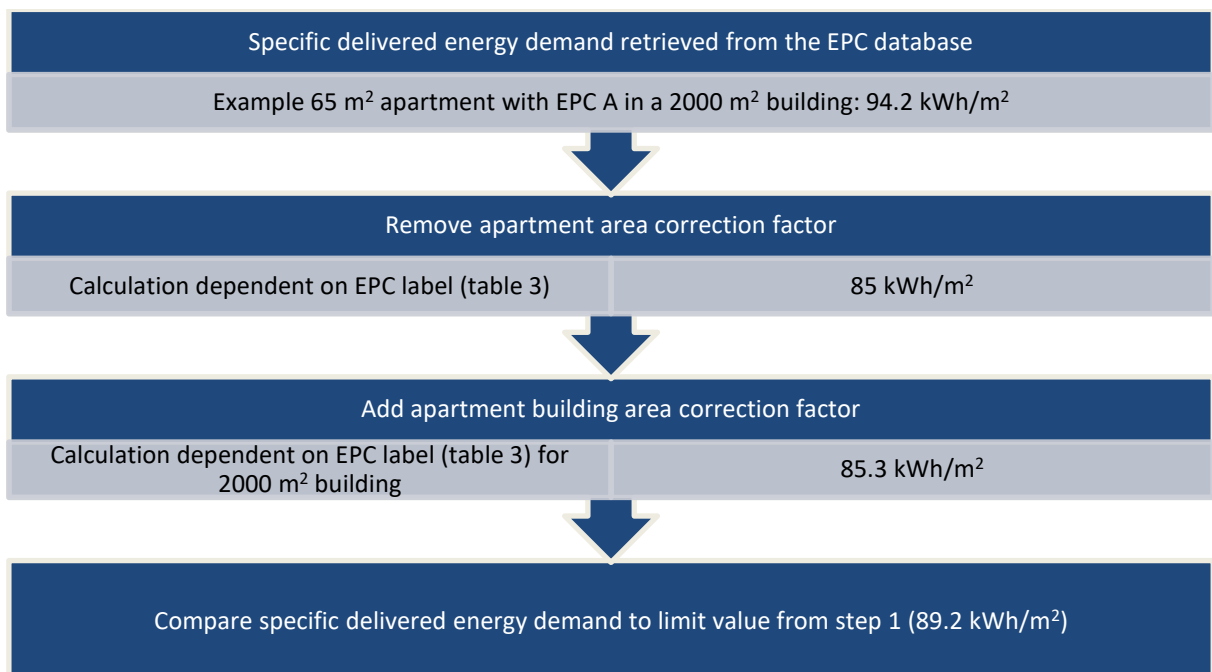 Specific delivered energy demand retrieved from the EPC database
Example 65 m² apartment with EPC A in a 2000 m² building: 94.2 kWh/m²
Remove apartment area correction factor
Calculation dependent on EPC label (table 3)
85 kWh/m²
Add apartment building area correction factor
Calculation dependent on EPC label (table 3) for
2000 m² building
85.3 kWh/m²
Compare specific delivered energy demand to limit value from step 1 (89.2 kWh/m²)